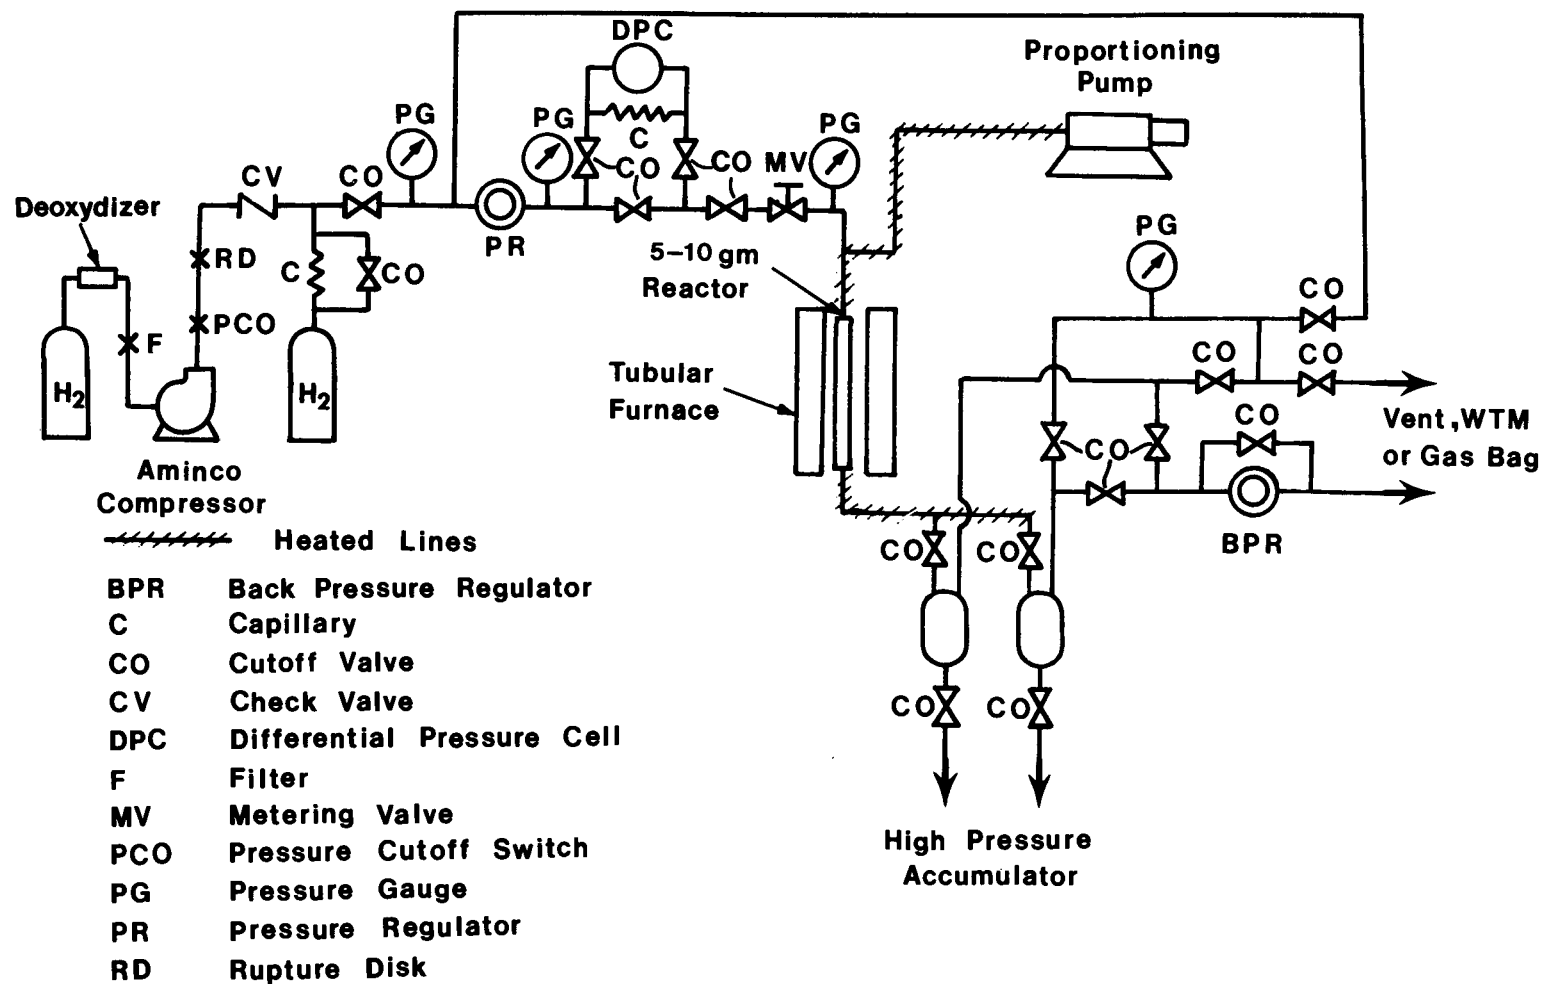 DPC
Proportioning
Pump
PG
PG
C
PG
CV
CO
CO
CO
MV
Deoxydizer
PR
PG
RD
C
CO
5-10 gm
Reactor
CO
PCO
F
CO
CO
H2
H2
Tubular
Furnace
CO
Vent, WTM
or Gas Bag
CO
Aminco
Compressor
BPR
CO
CO
Heated Lines
BPR Back Pressure Regulator
C Capillary
CO Cutoff Valve
CV Check Valve
CO
CO
DPC Differential Pressure Cell
F Filter
MV Metering Valve
PCO Pressure Cutoff Switch
High Pressure
Accumulator
PG Pressure Gauge
PR Pressure Regulator
RD Rupture Disk